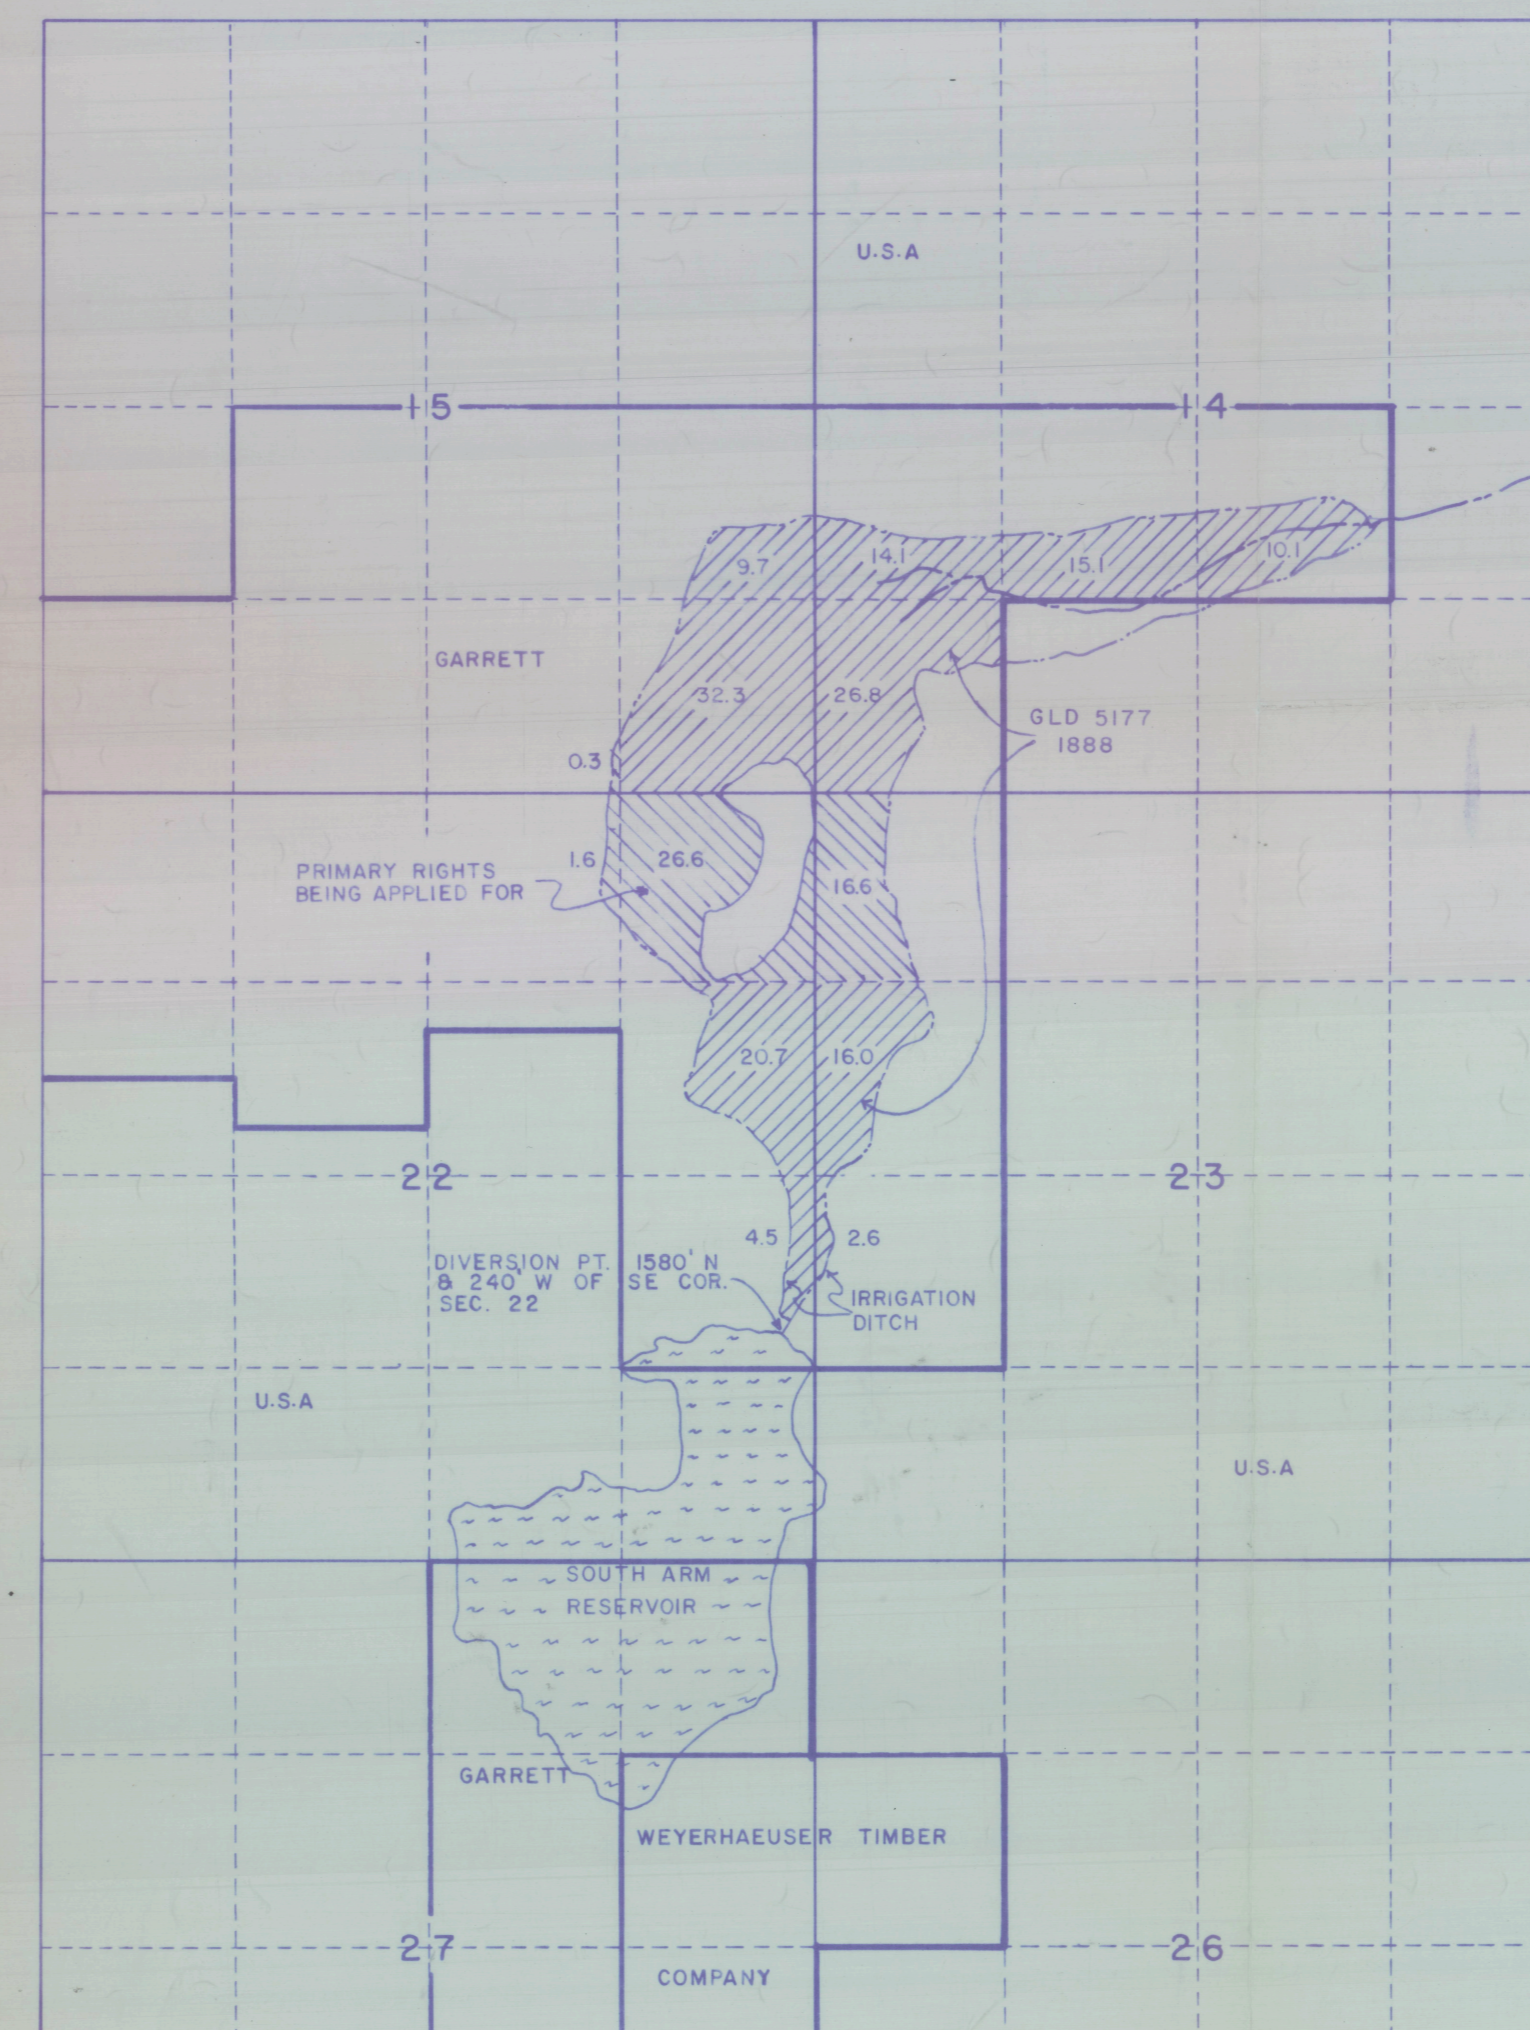 U.S.A
15
14
9.7
14.1
15.1
10.1
GARRETT
32.3
26.8
GLD 5177
1888
0.3
PRIMARY RIGHTS
BEING APPLIED FOR
1.6
26.6
16.6
20.7
16.0
22
23
4.5
2.6
DIVERSION PT. 1580' N
& 240' W OF SE COR.
SEC. 22
IRRIGATION
DITCH
U.S.A
U.S.A
SOUTH ARM
RESERVOIR
GARRETT
WEYERHAEUSER TIMBER
27
26
COMPANY